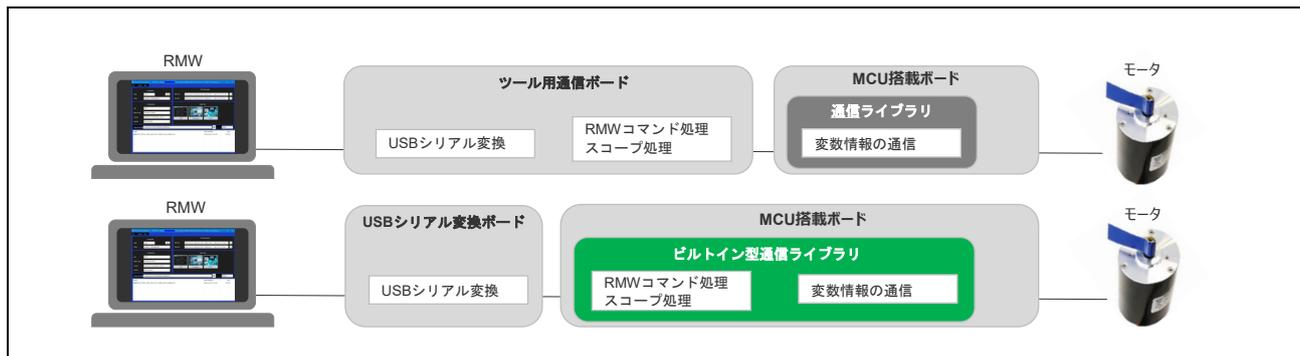 RMW
ツール用通信ボード
USBシリアル変換
RMWコマンド処理
スコープ処理
MCU搭載ボード
通信ライブラリ
変数情報の通信
モータ
RMW
USBシリアル変換ボード
USBシリアル変換
MCU搭載ボード
ビルトイン型通信ライブラリ
RMWコマンド処理
スコープ処理
変数情報の通信
モータ